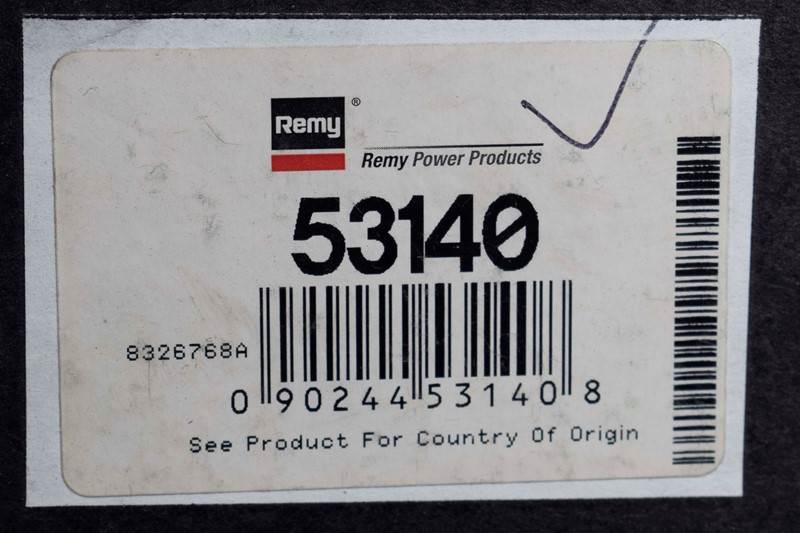 Remy®
Remy Power Products
53140
8326768A
0 90244 53140 8
See Product For Country Of Origin